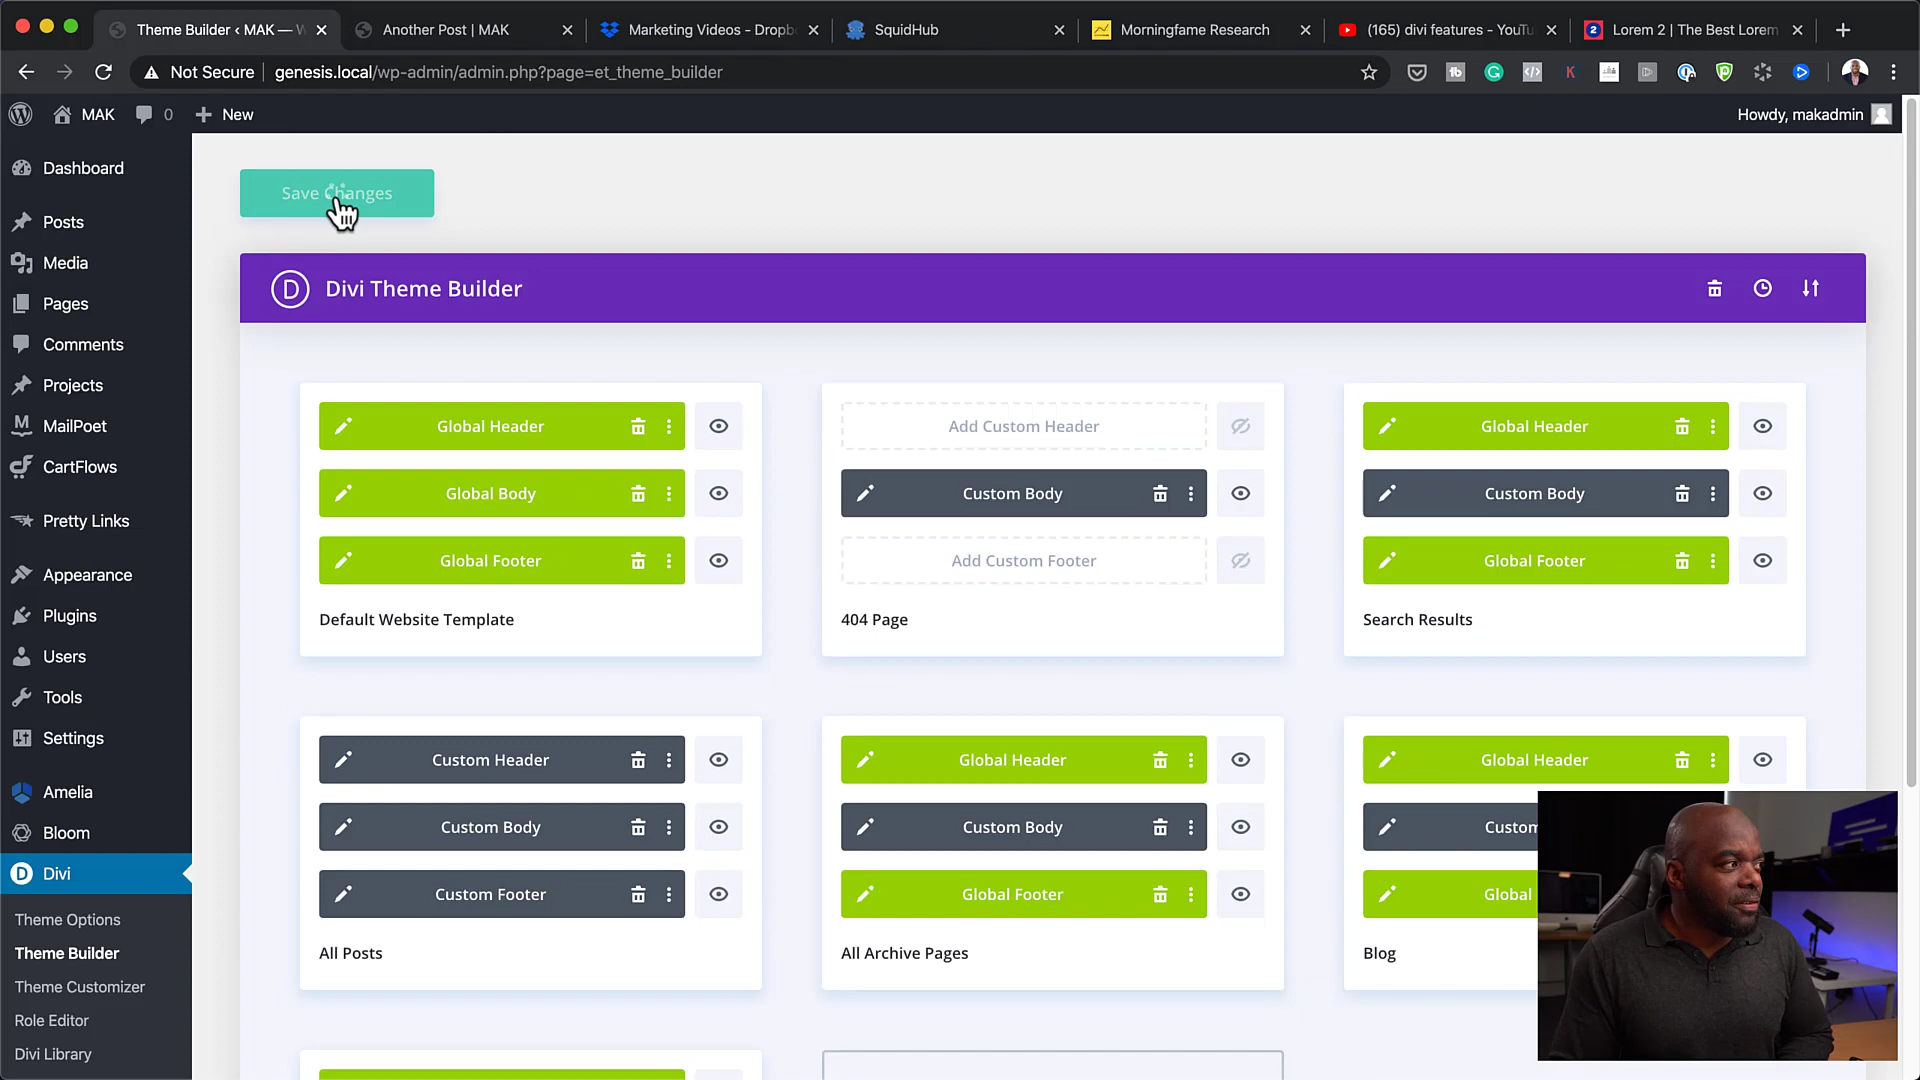 Theme Builder ‹ MAK —
Another Post | MAK
Marketing Videos - Dropb
SquidHub
Morningfame Research
(165) divi features - YouTu
Lorem 2 | The Best Lorem
Not Secure
genesis.local/wp-admin/admin.php?page=et_theme_builder
MAK
0
New
Howdy, makadmin
Dashboard
Posts
Media
Pages
Comments
Projects
MailPoet
CartFlows
Pretty Links
Appearance
Plugins
Users
Tools
Settings
Amelia
Bloom
Divi
Theme Options
Theme Builder
Theme Customizer
Role Editor
Divi Library
Save Changes
D Divi Theme Builder
Global Header
Global Body
Global Footer
Default Website Template
Add Custom Header
Custom Body
Add Custom Footer
404 Page
Global Header
Custom Body
Global Footer
Search Results
Custom Header
Custom Body
Custom Footer
All Posts
Global Header
Custom Body
Global Footer
All Archive Pages
Global Header
Custom
Global
Blog